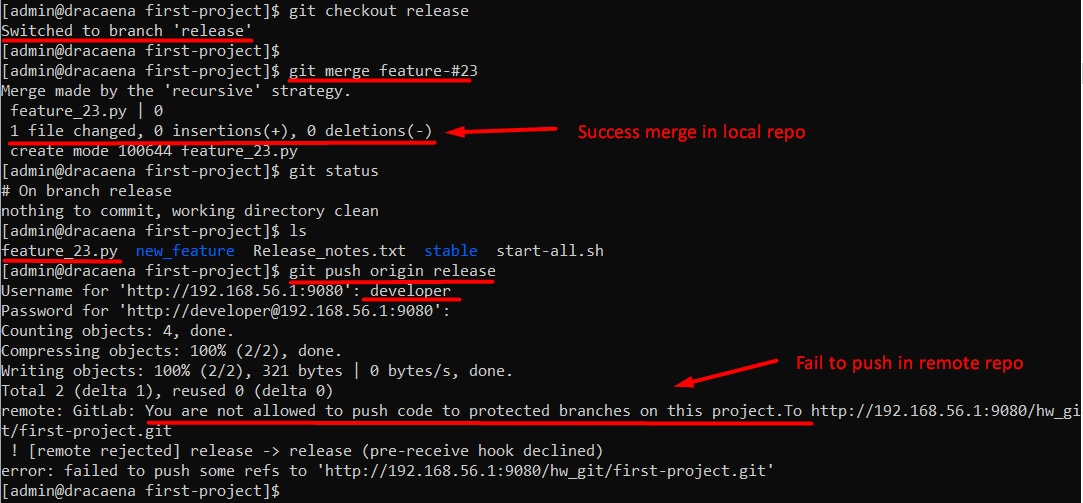 [admin@dracaena first-project]$ git checkout release
Switched to branch 'release'
[admin@dracaena first-project]$
[admin@dracaena first-project]$ git merge feature-#23
Merge made by the 'recursive' strategy.
 feature_23.py | 0
 1 file changed, 0 insertions(+), 0 deletions(-)
Success merge in local repo
 create mode 100644 feature_23.py
[admin@dracaena first-project]$ git status
# On branch release
nothing to commit, working directory clean
[admin@dracaena first-project]$ ls
feature_23.py  new_feature  Release_notes.txt  stable  start-all.sh
[admin@dracaena first-project]$ git push origin release
Username for 'http://192.168.56.1:9080': developer
Password for 'http://developer@192.168.56.1:9080':
Counting objects: 4, done.
Compressing objects: 100% (2/2), done.
Writing objects: 100% (2/2), 321 bytes | 0 bytes/s, done.
Fail to push in remote repo
Total 2 (delta 1), reused 0 (delta 0)
remote: GitLab: You are not allowed to push code to protected branches on this project.To http://192.168.56.1:9080/hw_gi
t/first-project.git
 ! [remote rejected] release -> release (pre-receive hook declined)
error: failed to push some refs to 'http://192.168.56.1:9080/hw_git/first-project.git'
[admin@dracaena first-project]$